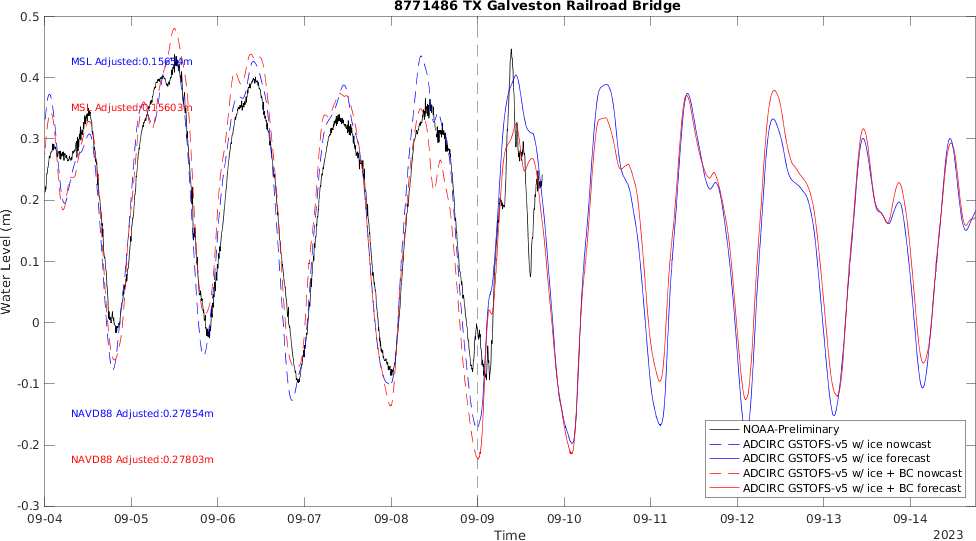 8771486 TX Galveston Railroad Bridge
0.5
0.4
0.3
0.2
0.1
0
-0.1
-0.2
-0.3
Water Level (m)
MSL Adjusted:0.15654m
MSL Adjusted:0.15603m
NAVD88 Adjusted:0.27854m
NAVD88 Adjusted:0.27803m
NOAA-Preliminary
ADCIRC GSTOFS-v5 w/ ice nowcast
ADCIRC GSTOFS-v5 w/ ice forecast
ADCIRC GSTOFS-v5 w/ ice + BC nowcast
ADCIRC GSTOFS-v5 w/ ice + BC forecast
09-04 09-05 09-06 09-07 09-08 09-09 09-10 09-11 09-12 09-13 09-14
Time
2023